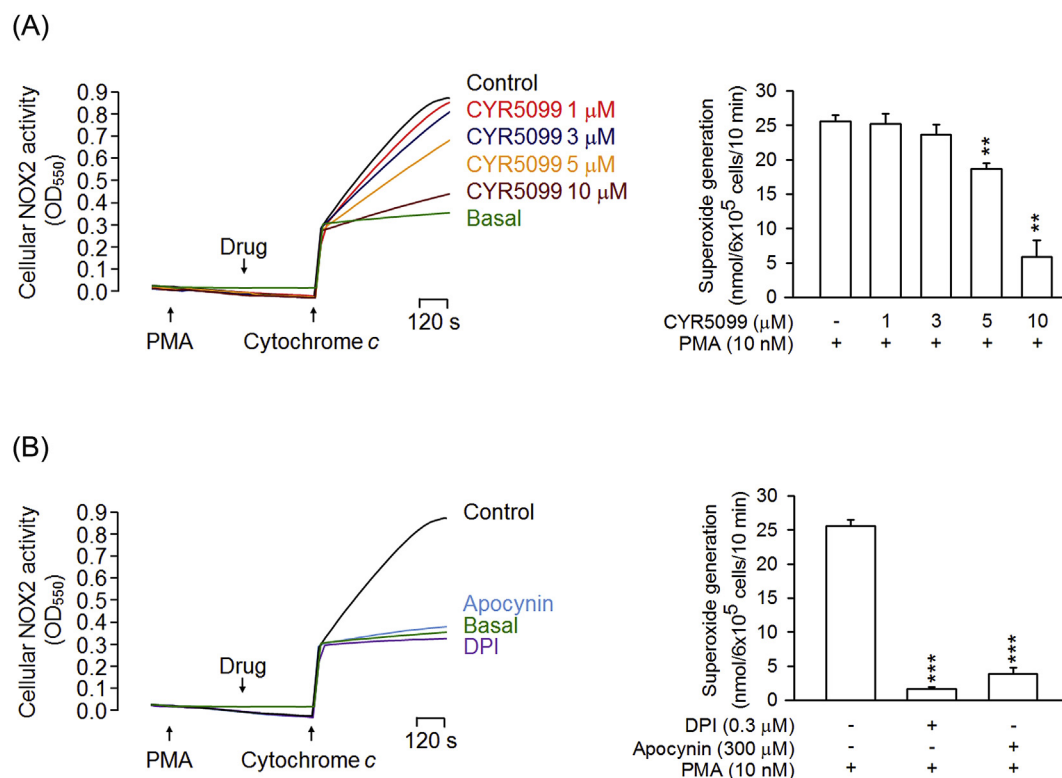 (A)
Cellular NOX2 activity
(OD550)
0.9
0.8
0.7
0.6
0.5
0.4
0.3
0.2
0.1
0.0
0.1
Drug
PMA
Cytochrome c
120 s
Control
CYR5099 1 μM
CYR5099 3 μM
CYR5099 5 μM
CYR5099 10 μM
Basal
Superoxide generation
(nmol/6x10⁵ cells/10 min)
30
25
20
15
10
5
0
**
**
CYR5099 (μM) - 1 3 5 10
PMA (10 nM) + + + + +
(B)
Cellular NOX2 activity
(OD550)
0.9
0.8
0.7
0.6
0.5
0.4
0.3
0.2
0.1
0.0
0.1
Drug
PMA
Cytochrome c
120 s
Control
Apocynin
Basal
DPI
Superoxide generation
(nmol/6x10⁵ cells/10 min)
30
25
20
15
10
5
0
***
***
DPI (0.3 μM) - + -
Apocynin (300 μM) - - +
PMA (10 nM) + + +